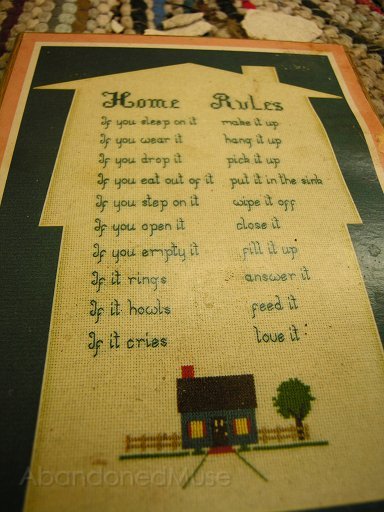 Home Rules
If you sleep on it make it up
If you wear it hang it up
If you drop it pick it up
If you eat out of it put it in the sink
If you step on it wipe it off
If you open it close it
If you empty it fill it up
If it rings answer it
If it howls feed it
If it cries love it
AbandonedMuse